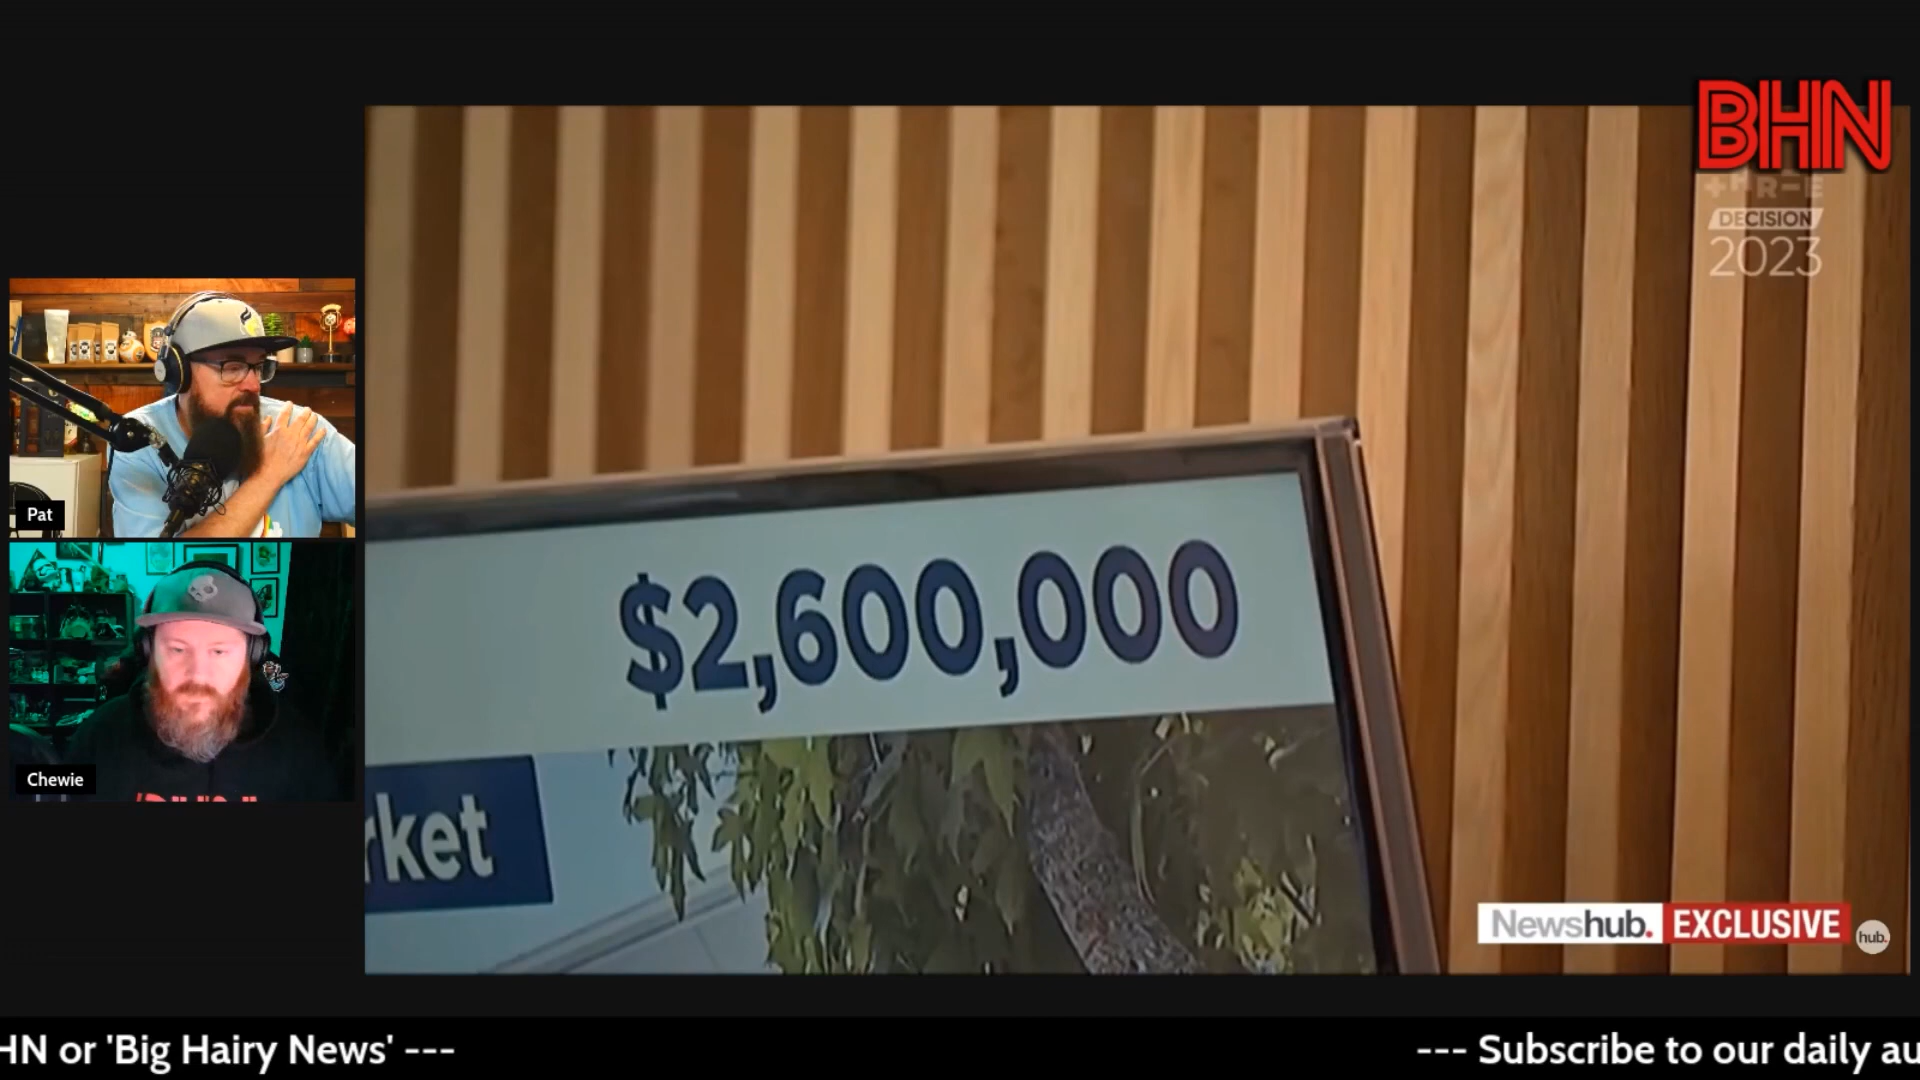 BHN
DECISION
2023
$2,600,000
rket
Pat
Chewie
Newshub. EXCLUSIVE
hub.
HN or 'Big Hairy News' --- --- Subscribe to our daily au